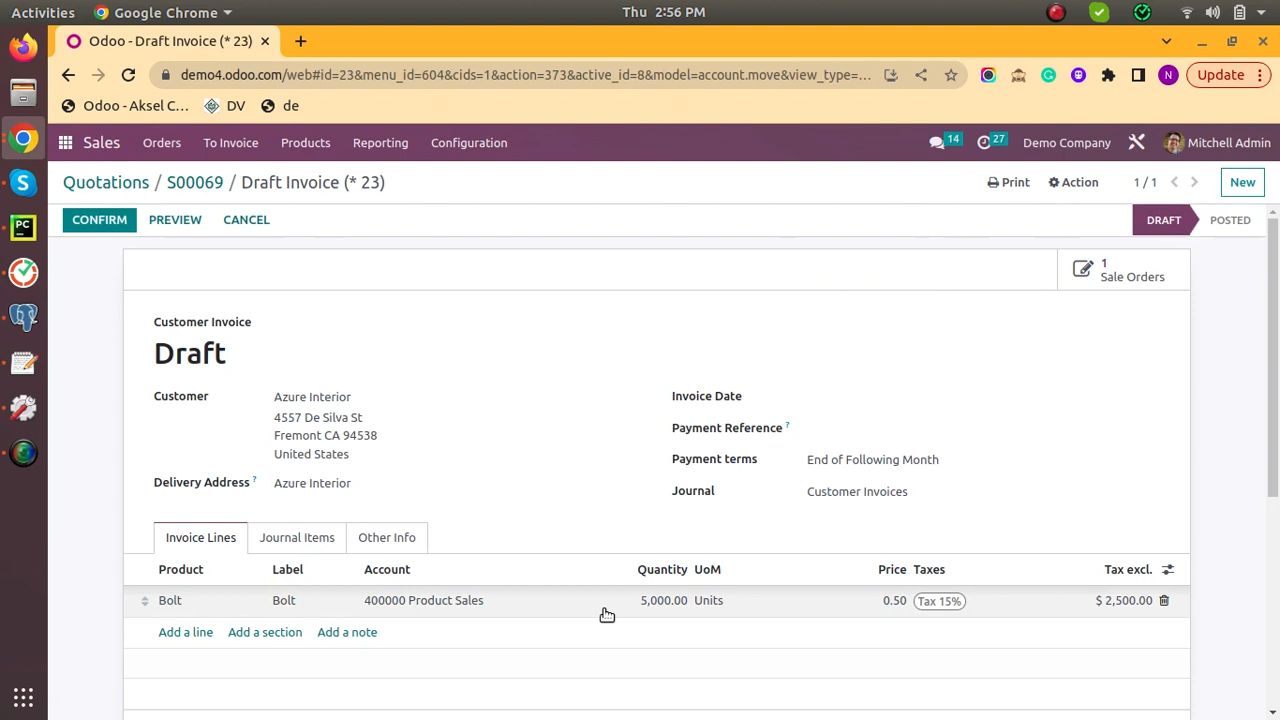 Activities Google Chrome Thu 2:56 PM
Odoo - Draft Invoice (* 23)
demo4.odoo.com/web#id=23&menu_id=604&cids=1&action=373&active_id=8&model=account.move&view_type=... N Update
Odoo - Aksel C... DV de
Sales Orders To Invoice Products Reporting Configuration 14 27 Demo Company Mitchell Admin
Quotations / S00069 / Draft Invoice (* 23) Print Action 1 / 1 New
CONFIRM PREVIEW CANCEL DRAFT POSTED
1
Sale Orders
Customer Invoice
Draft
Customer Azure Interior Invoice Date
4557 De Silva St
Fremont CA 94538
United States
Payment Reference ?
Payment terms End of Following Month
Delivery Address ? Azure Interior Journal Customer Invoices
Invoice Lines Journal Items Other Info
Product Label Account Quantity UoM Price Taxes Tax excl.
Bolt Bolt 400000 Product Sales 5,000.00 Units 0.50 Tax 15% $ 2,500.00
Add a line Add a section Add a note